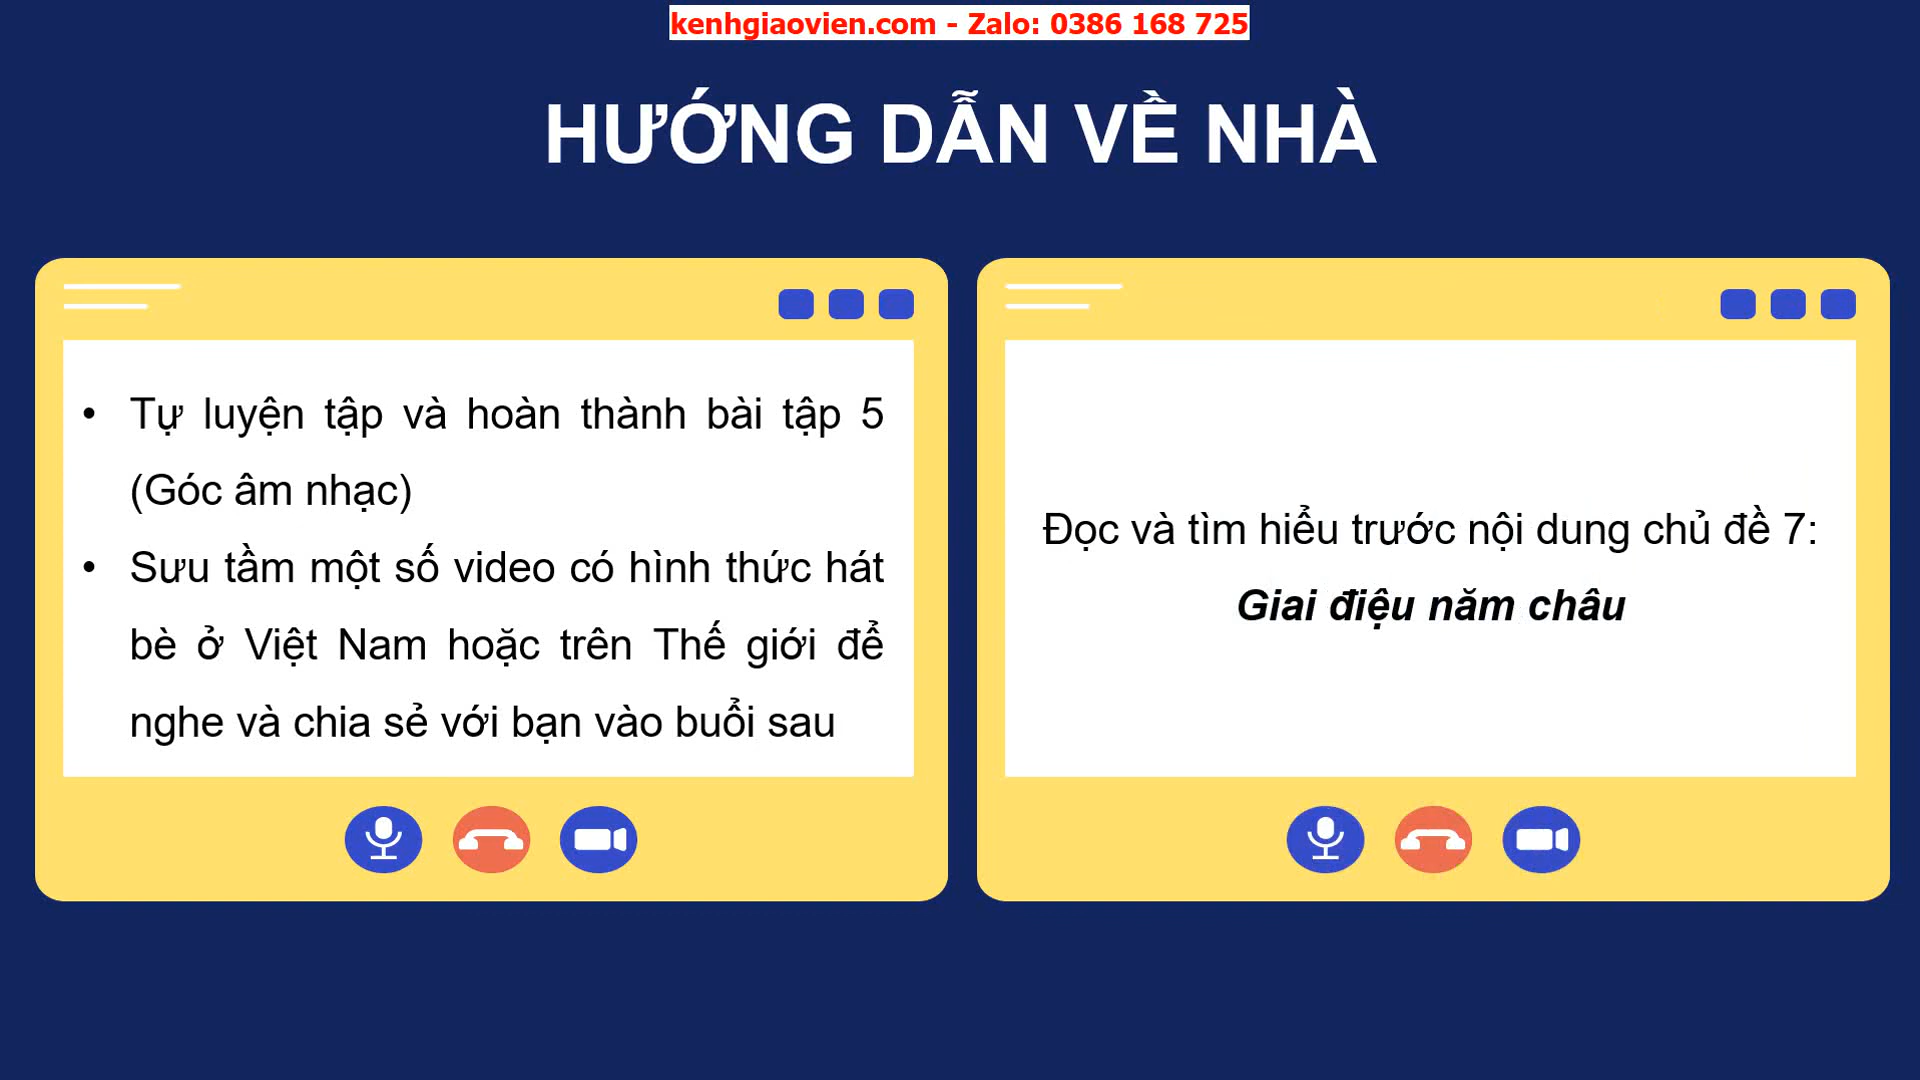 kenhgiaovien.com - Zalo: 0386 168 725
HƯỚNG DẪN VỀ NHÀ
• Tự luyện tập và hoàn thành bài tập 5
(Góc âm nhạc)
• Sưu tầm một số video có hình thức hát
bè ở Việt Nam hoặc trên Thế giới để
nghe và chia sẻ với bạn vào buổi sau
Đọc và tìm hiểu trước nội dung chủ đề 7:
Giai điệu năm châu